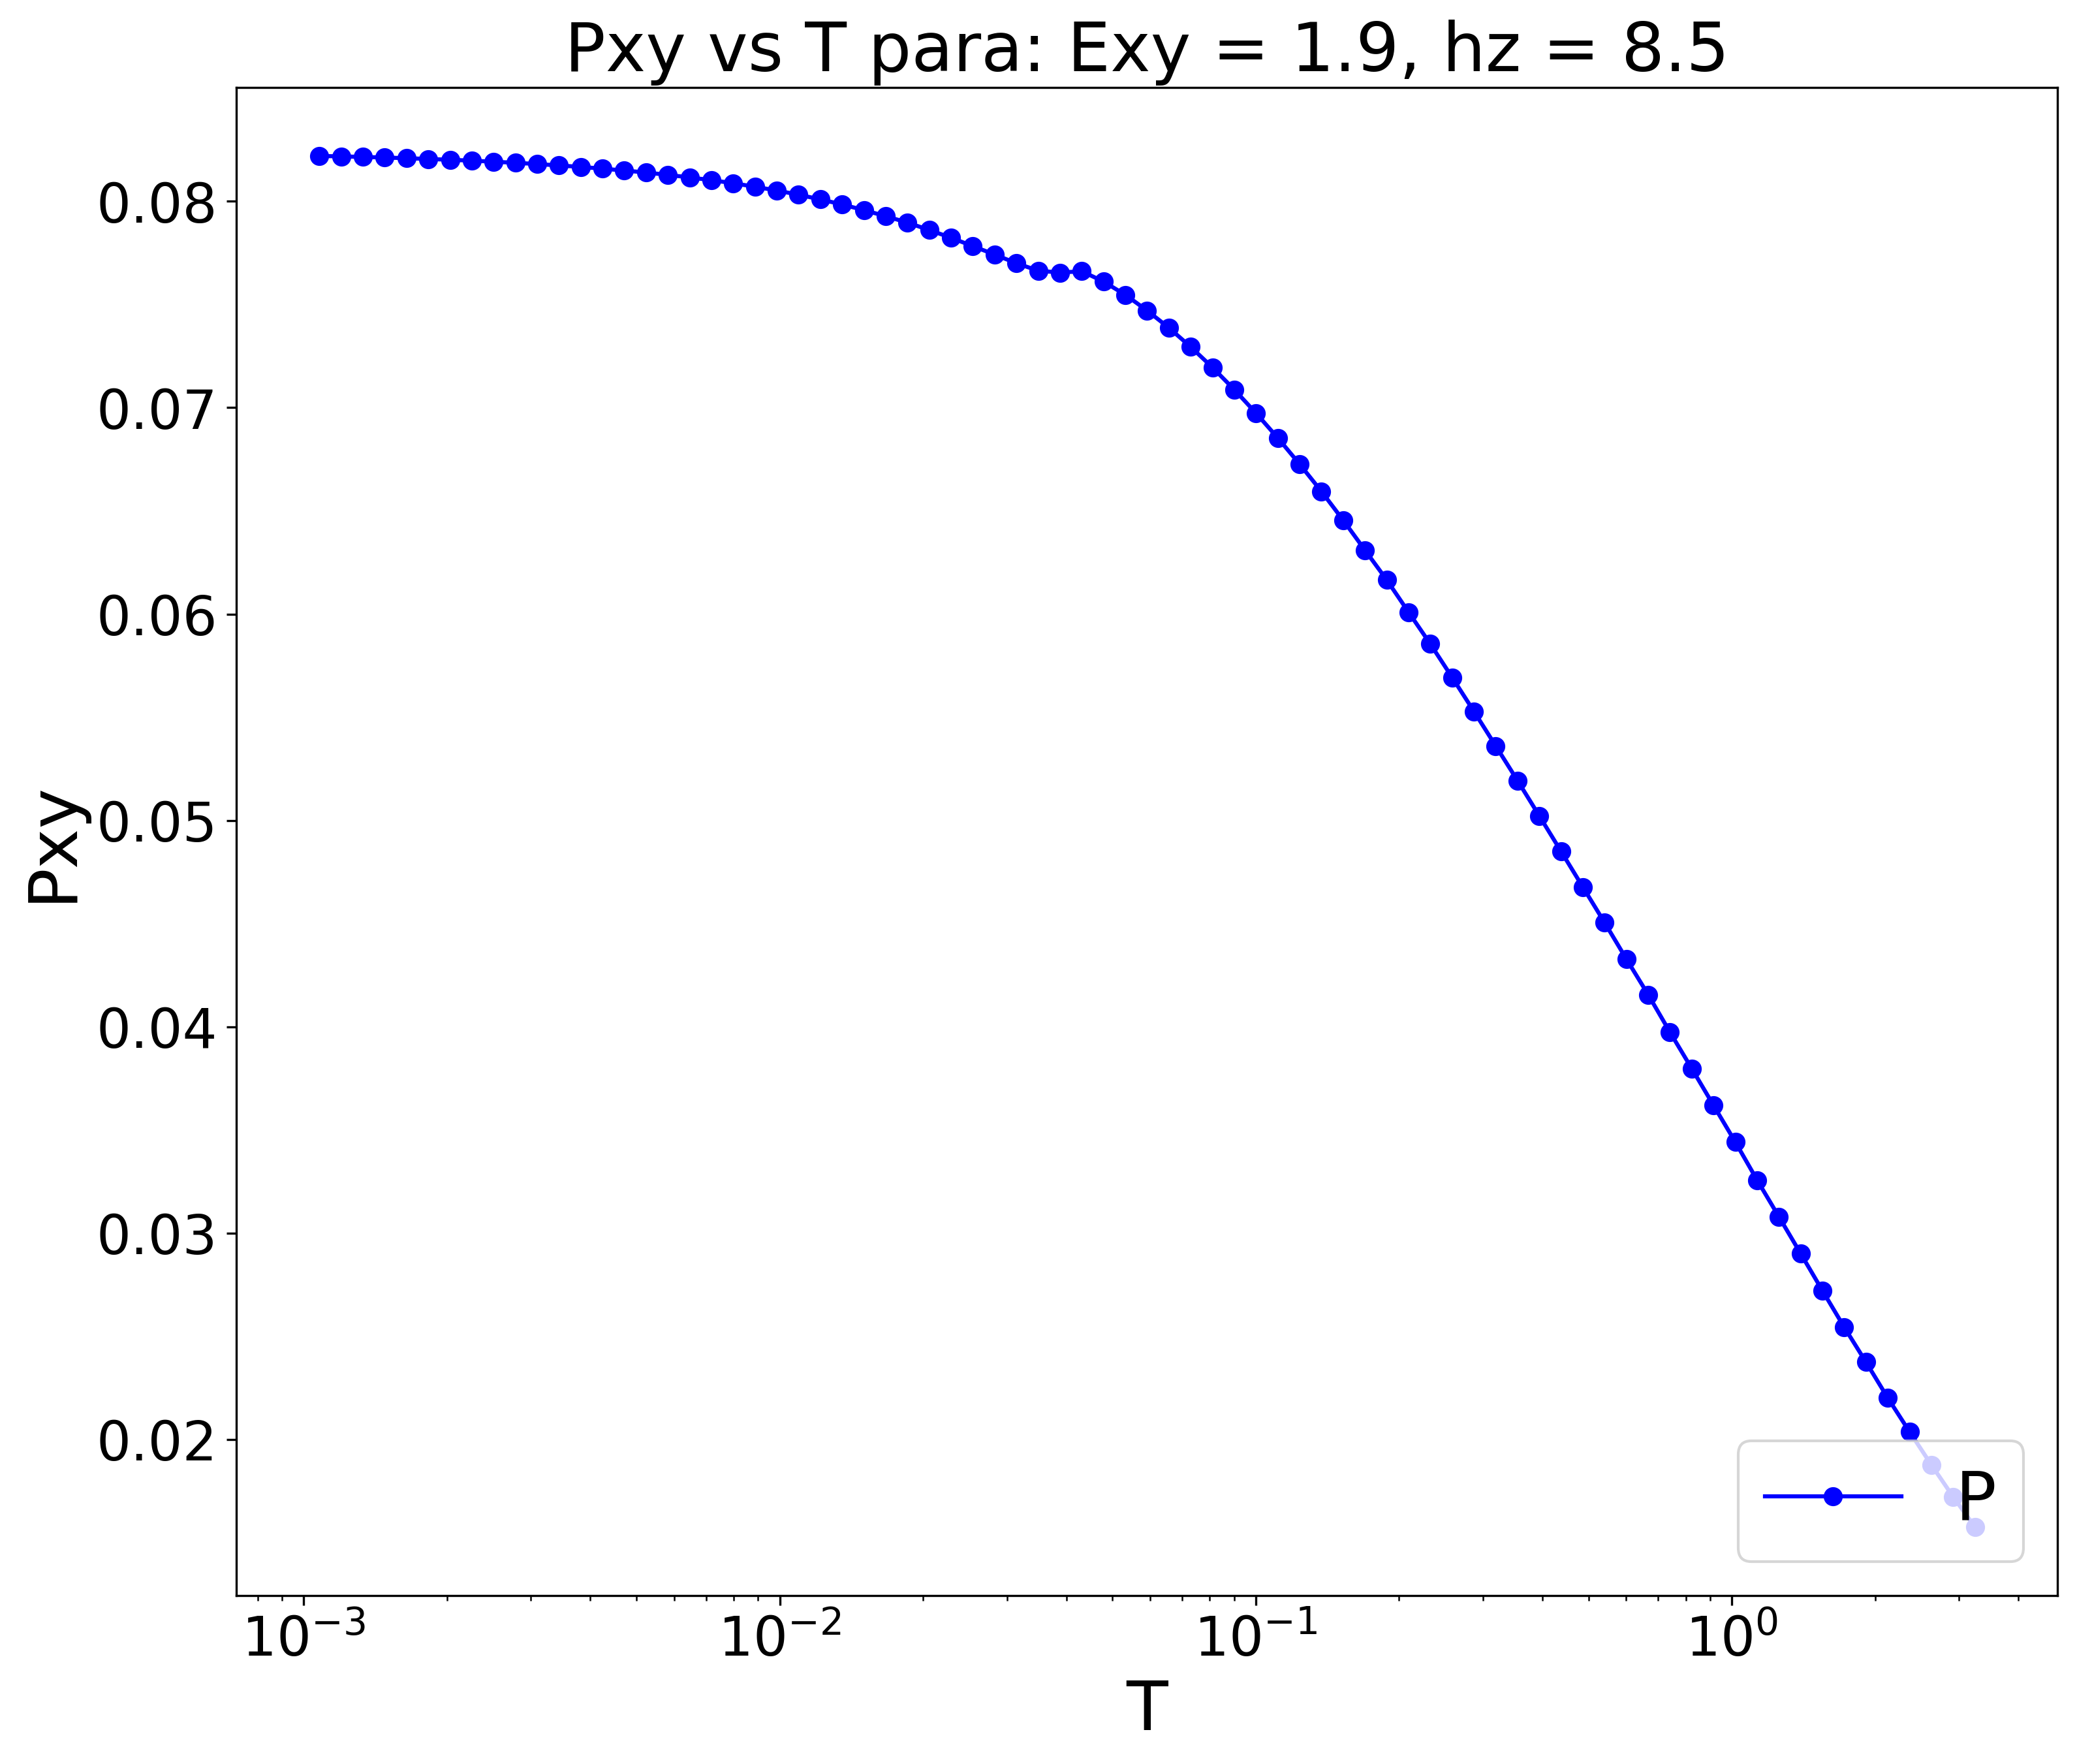 Pxy vs T para: Exy = 1.9, hz = 8.5
Pxy
0.08
0.07
0.06
0.05
0.04
0.03
0.02
P
10⁻³ 10⁻² 10⁻¹ 10⁰
T